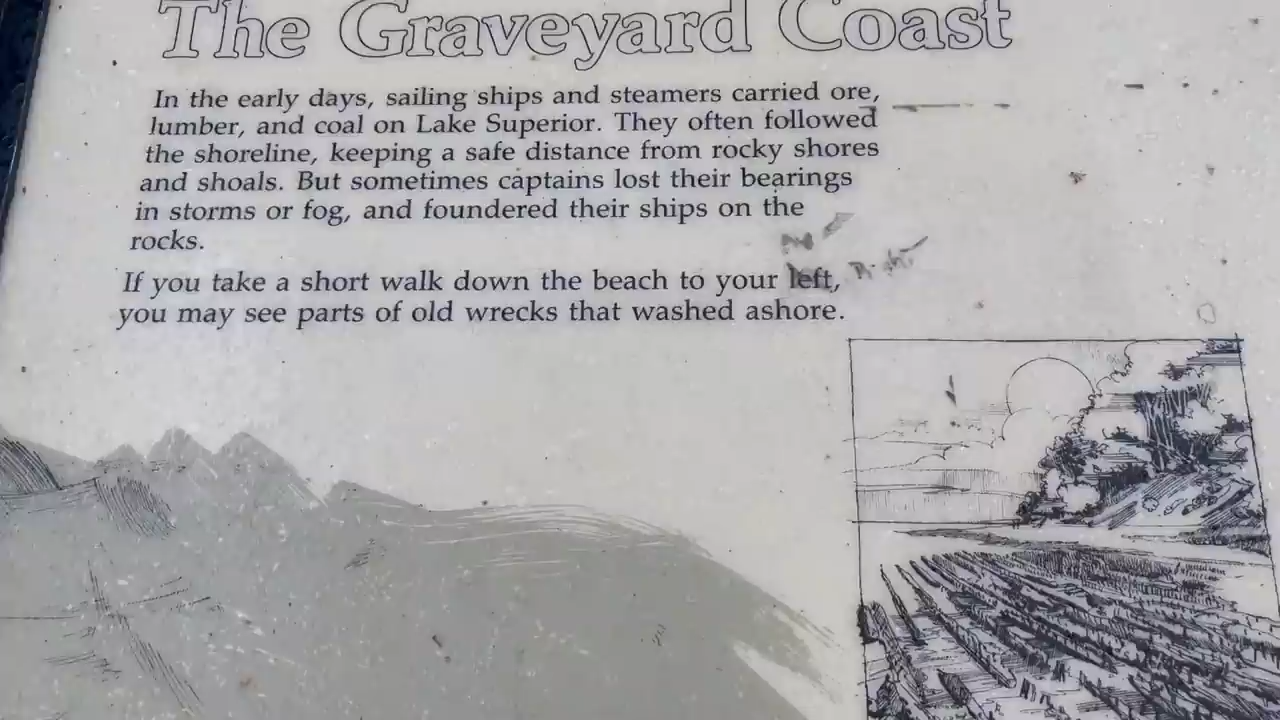 The Graveyard Coast
In the early days, sailing ships and steamers carried ore,
lumber, and coal on Lake Superior. They often followed
the shoreline, keeping a safe distance from rocky shores
and shoals. But sometimes captains lost their bearings
in storms or fog, and foundered their ships on the
rocks.
No
If you take a short walk down the beach to your left, Right
you may see parts of old wrecks that washed ashore.